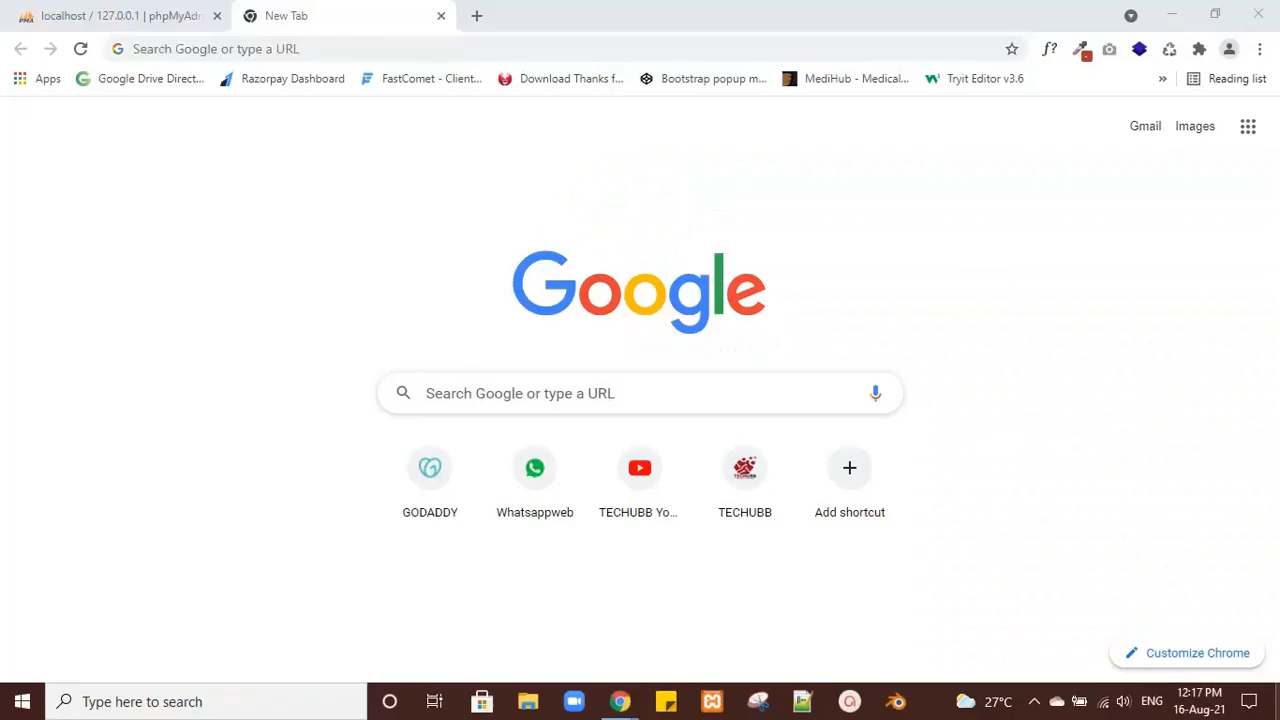 localhost / 127.0.0.1 | phpMyAdr
New Tab
Search Google or type a URL
f?
Apps
Google Drive Direct...
Razorpay Dashboard
FastComet - Client...
Download Thanks f...
Bootstrap popup m...
MediHub - Medical...
Tryit Editor v3.6
»
Reading list
Gmail
Images
Google
Search Google or type a URL
GODADDY
Whatsappweb
TECHUBB Yo...
TECHUBB
Add shortcut
Customize Chrome
Type here to search
27°C
ENG
12:17 PM
16-Aug-21